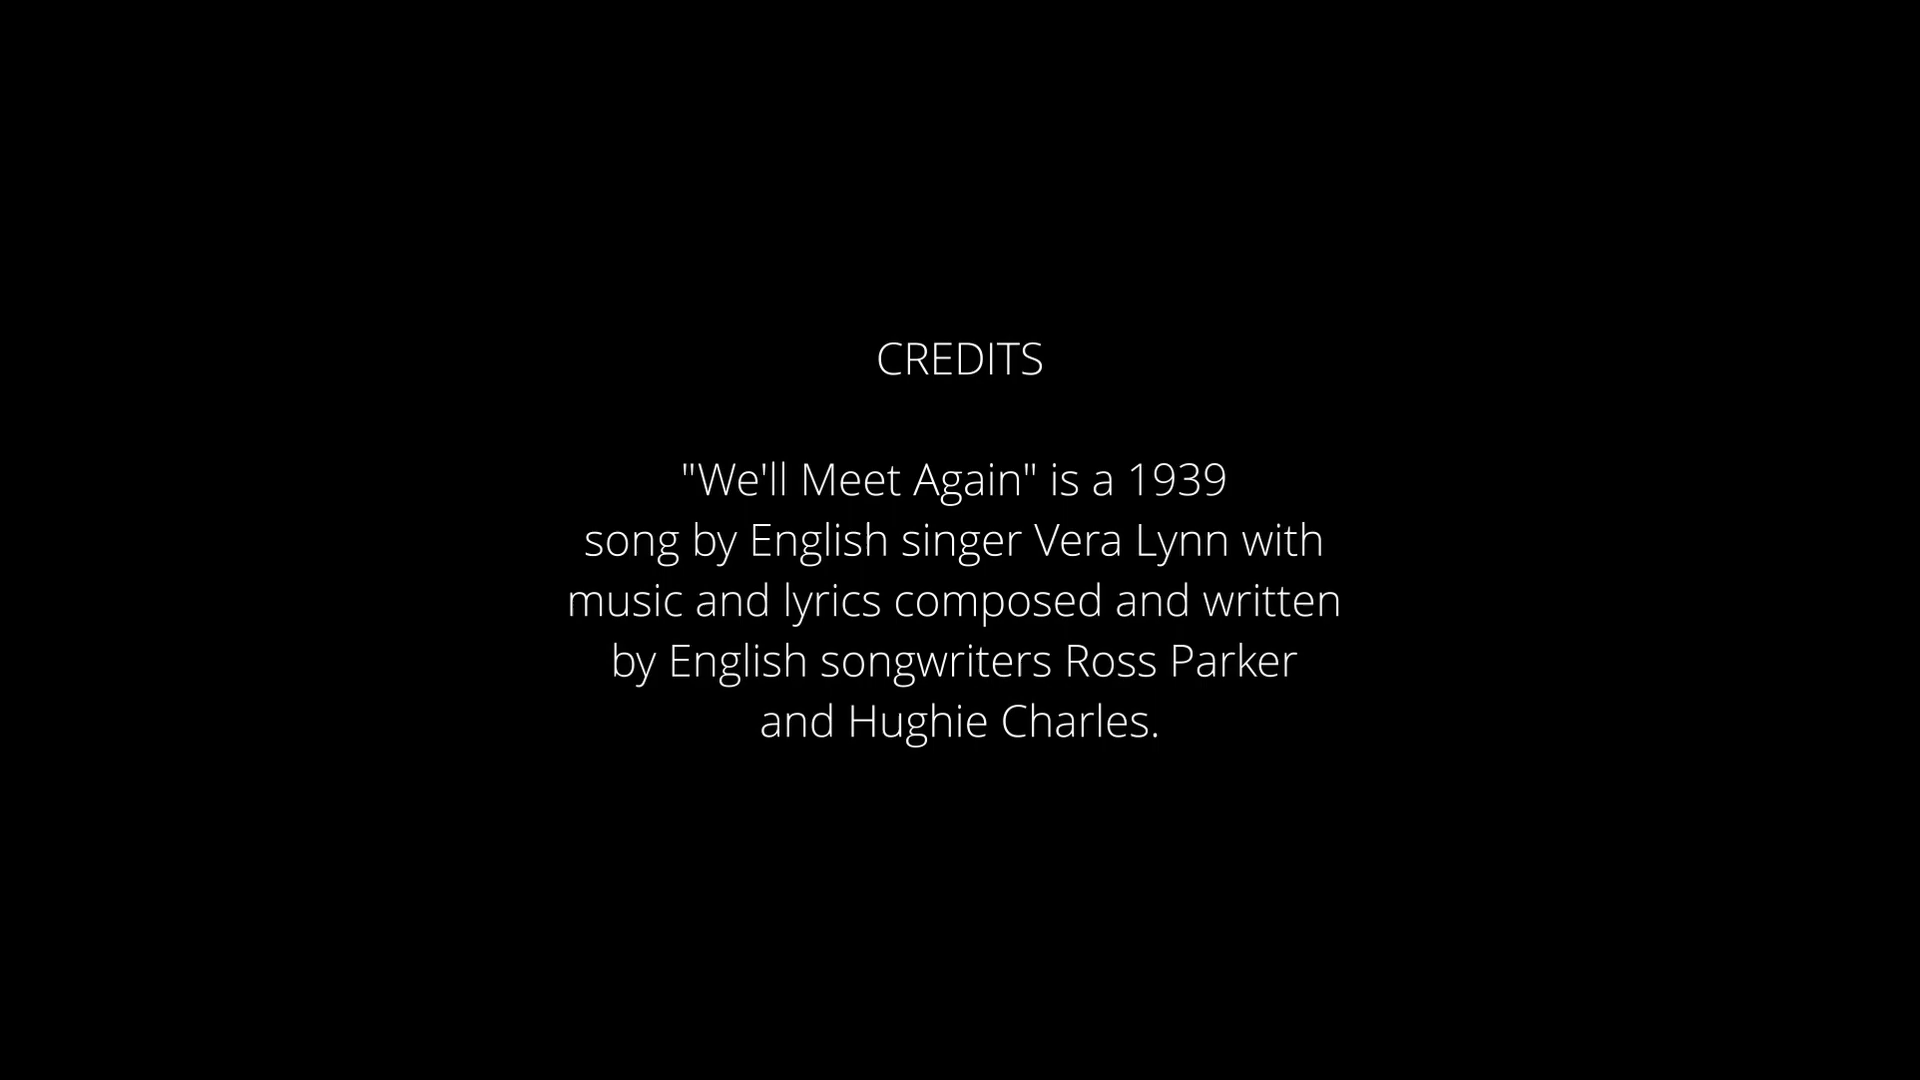 CREDITS
"We'll Meet Again" is a 1939
song by English singer Vera Lynn with
music and lyrics composed and written
by English songwriters Ross Parker
and Hughie Charles.